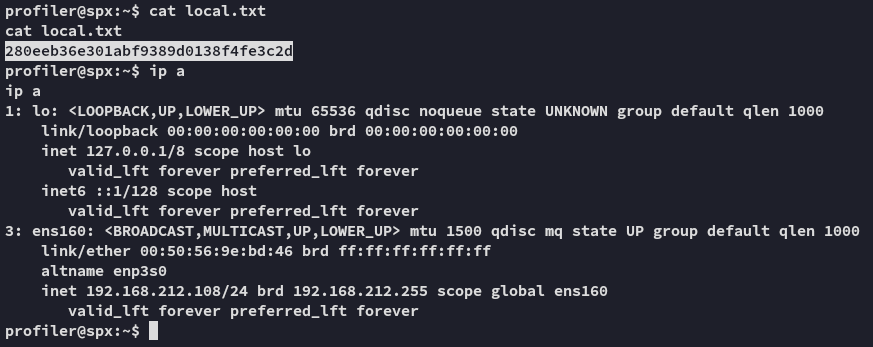 profiler@spx:~$ cat local.txt
cat local.txt
280eeb36e301abf9389d0138f4fe3c2d
profiler@spx:~$ ip a
ip a
1: lo: <LOOPBACK,UP,LOWER_UP> mtu 65536 qdisc noqueue state UNKNOWN group default qlen 1000
    link/loopback 00:00:00:00:00:00 brd 00:00:00:00:00:00
    inet 127.0.0.1/8 scope host lo
       valid_lft forever preferred_lft forever
    inet6 ::1/128 scope host
       valid_lft forever preferred_lft forever
3: ens160: <BROADCAST,MULTICAST,UP,LOWER_UP> mtu 1500 qdisc mq state UP group default qlen 1000
    link/ether 00:50:56:9e:bd:46 brd ff:ff:ff:ff:ff:ff
    altname enp3s0
    inet 192.168.212.108/24 brd 192.168.212.255 scope global ens160
       valid_lft forever preferred_lft forever
profiler@spx:~$